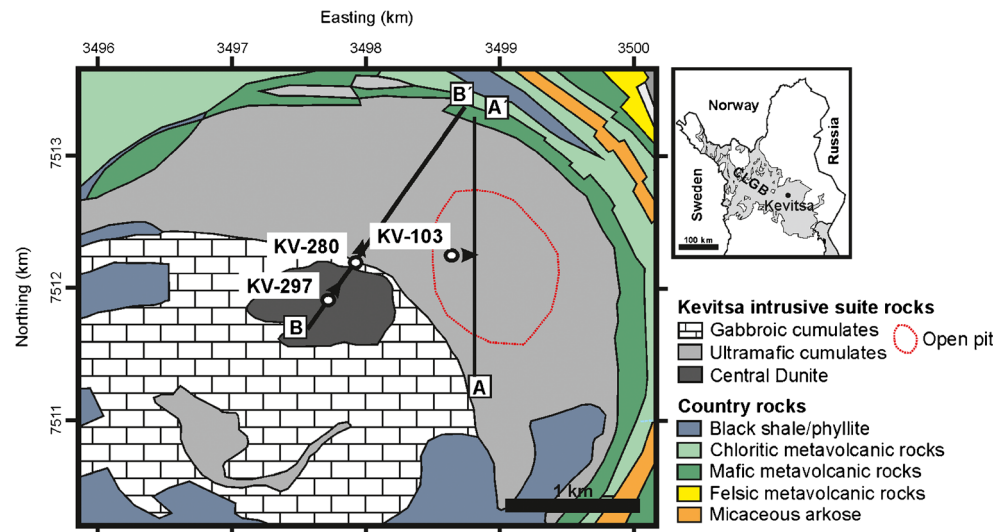 Easting (km)
3496 3497 3498 3499 3500
Northing (km)
7513
7512
7511
B´
A´
KV-280
KV-103
KV-297
B
A
1 km
Norway
Russia
Sweden
CLGB
Kevitsa
100 km
Kevitsa intrusive suite rocks
Gabbroic cumulates
Ultramafic cumulates
Central Dunite
Open pit
Country rocks
Black shale/phyllite
Chloritic metavolcanic rocks
Mafic metavolcanic rocks
Felsic metavolcanic rocks
Micaceous arkose